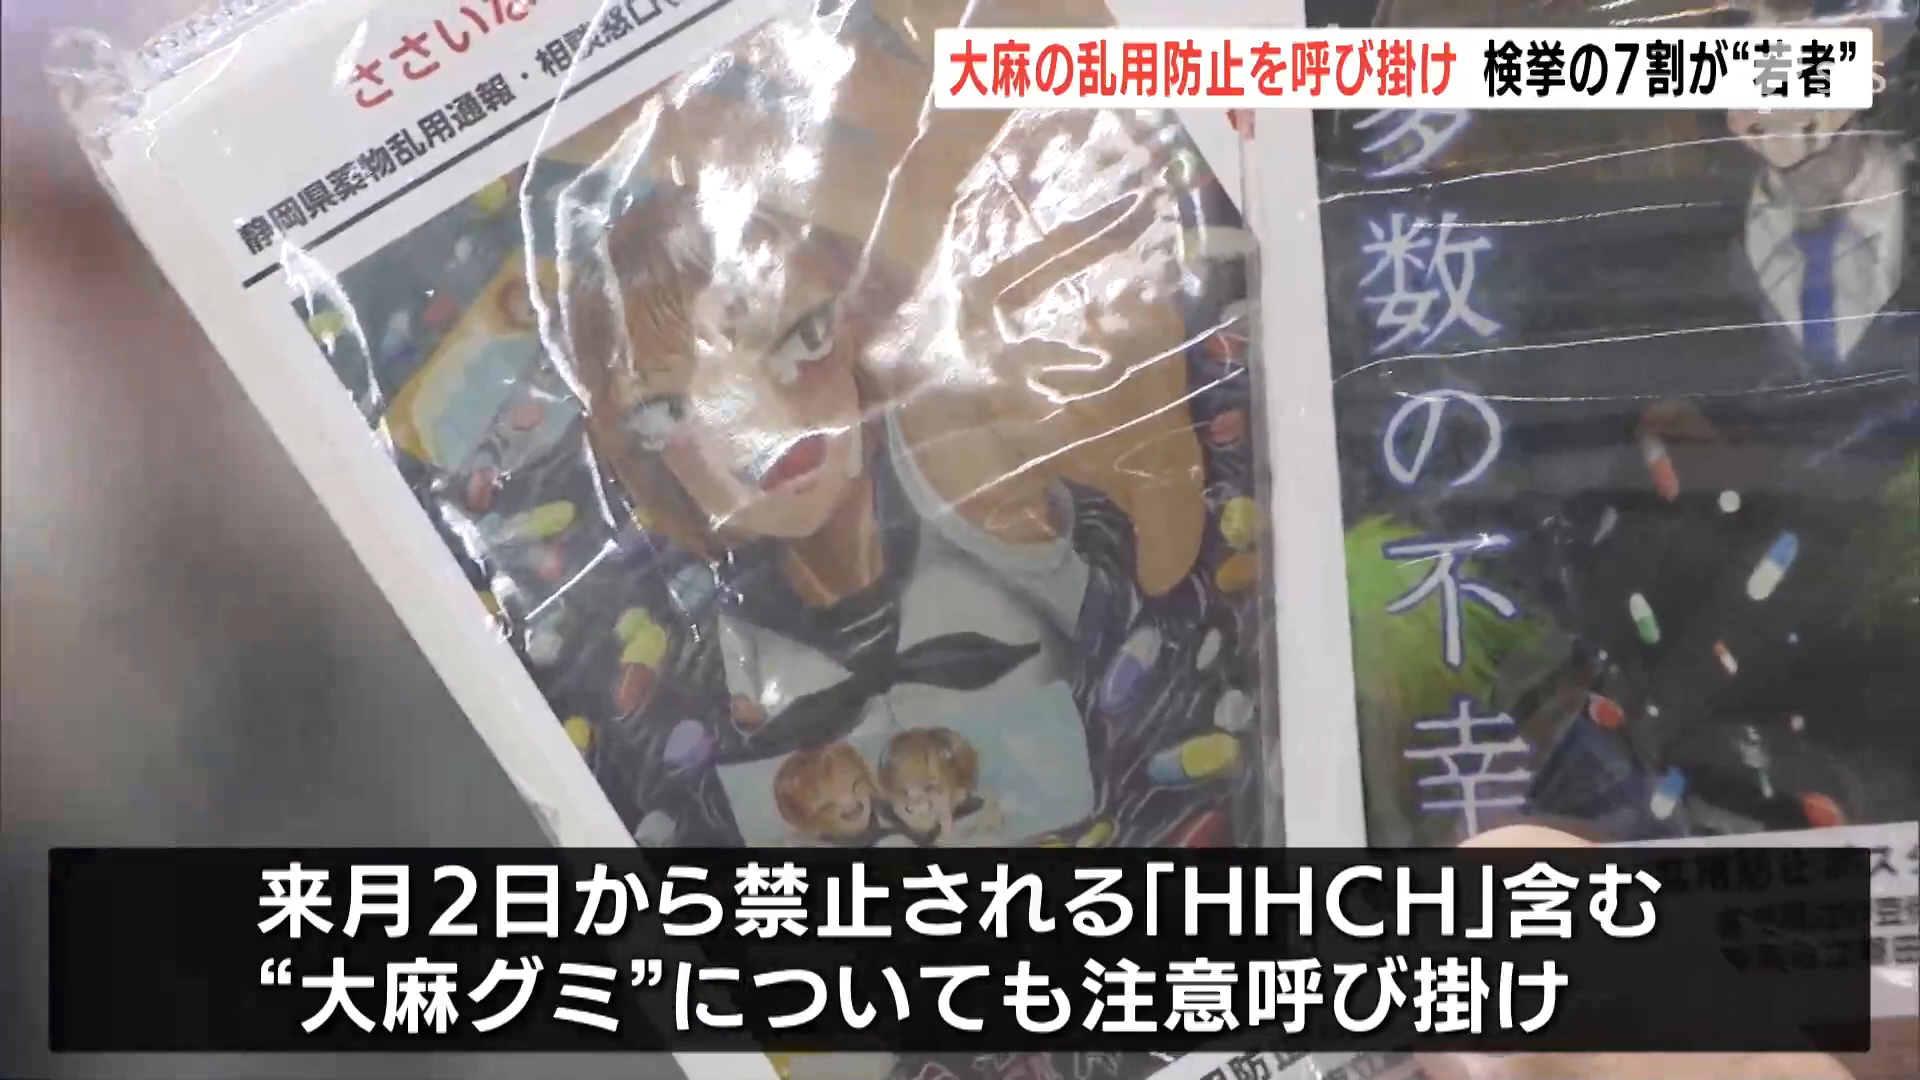 大麻の乱用防止を呼び掛け 検挙の7割が“若者”
ささいな
静岡県薬物乱用通報・相談窓口
多数の不幸
来月2日から禁止される「HHCH」含む
“大麻グミ”についても注意呼び掛け